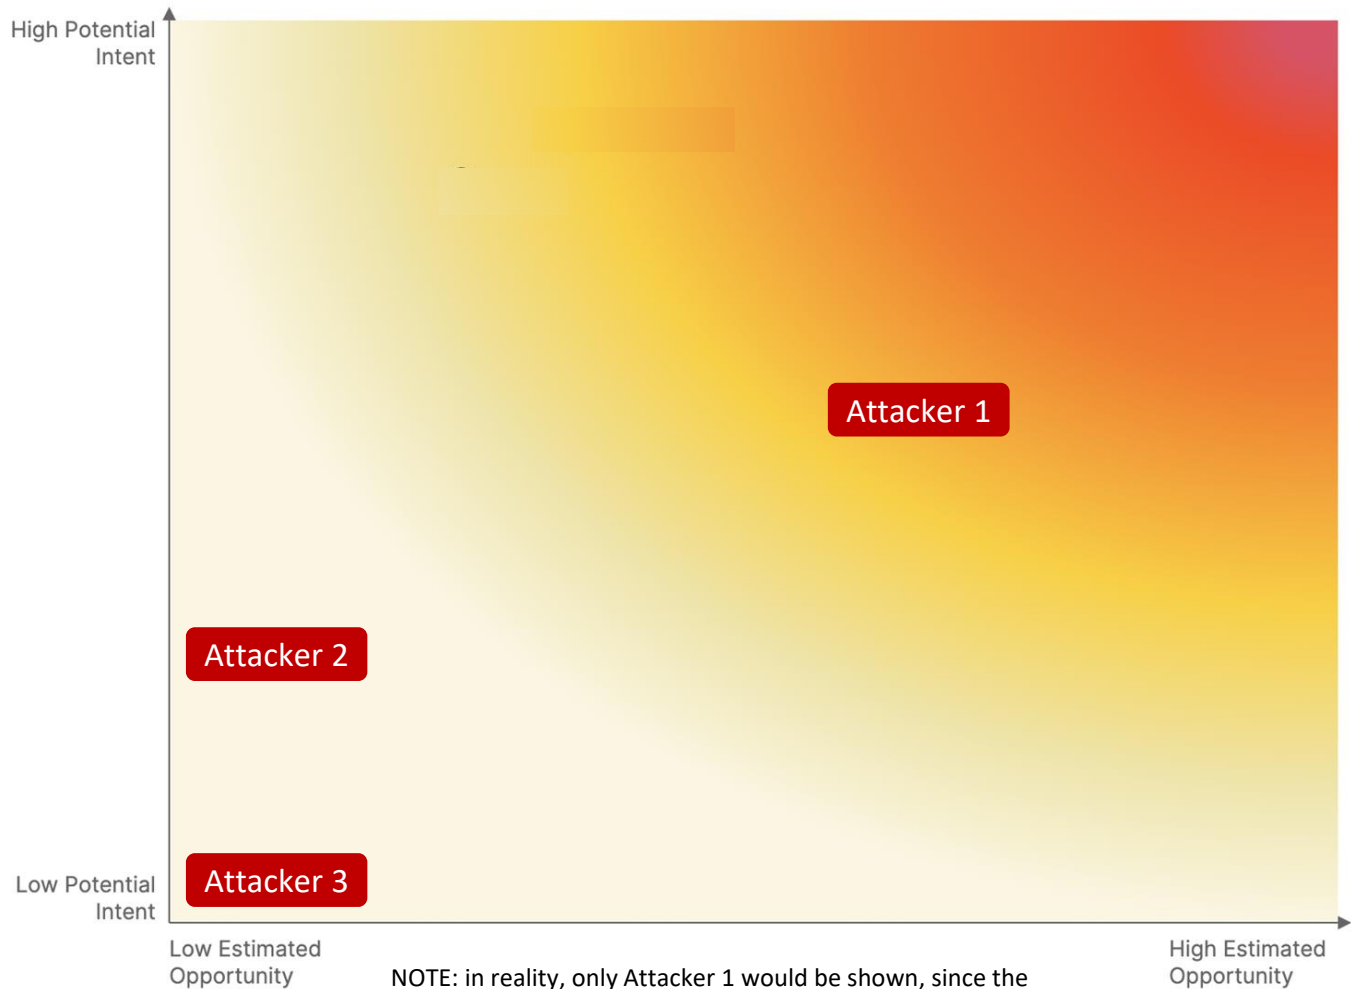 High Potential
Intent
Attacker 1
Attacker 2
Attacker 3
Low Potential
Intent
Low Estimated
Opportunity
High Estimated
Opportunity
NOTE: in reality, only Attacker 1 would be shown, since the